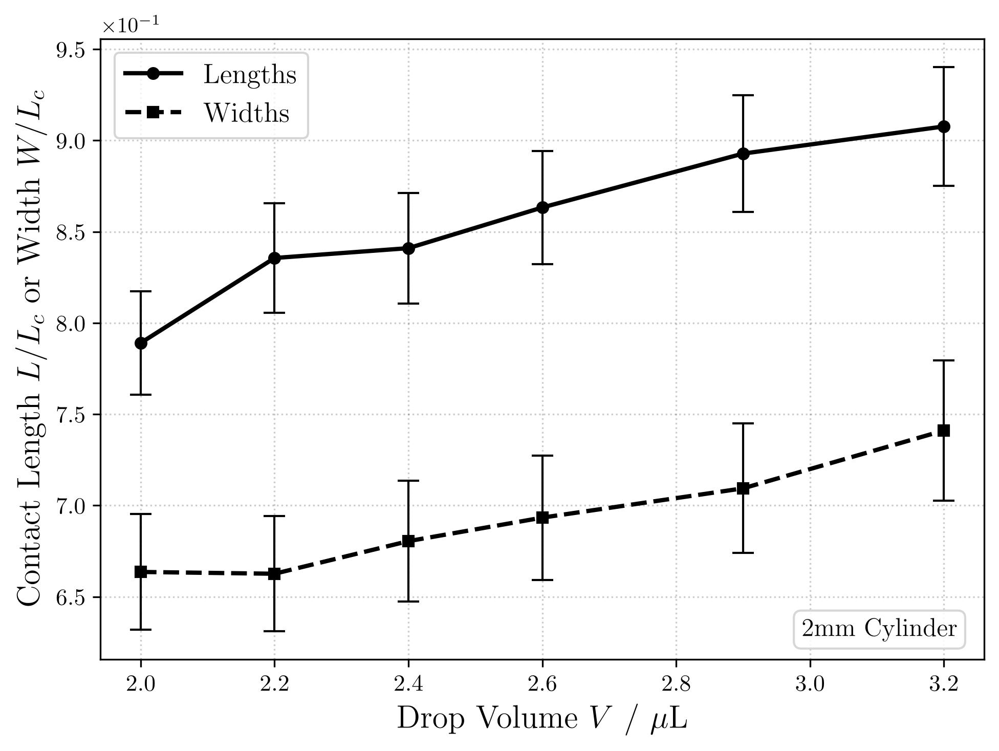 ×10⁻¹
9.5
9.0
8.5
8.0
7.5
7.0
6.5
Contact Length L/L_c or Width W/L_c
Lengths
Widths
2mm Cylinder
2.0 2.2 2.4 2.6 2.8 3.0 3.2
Drop Volume V / μL